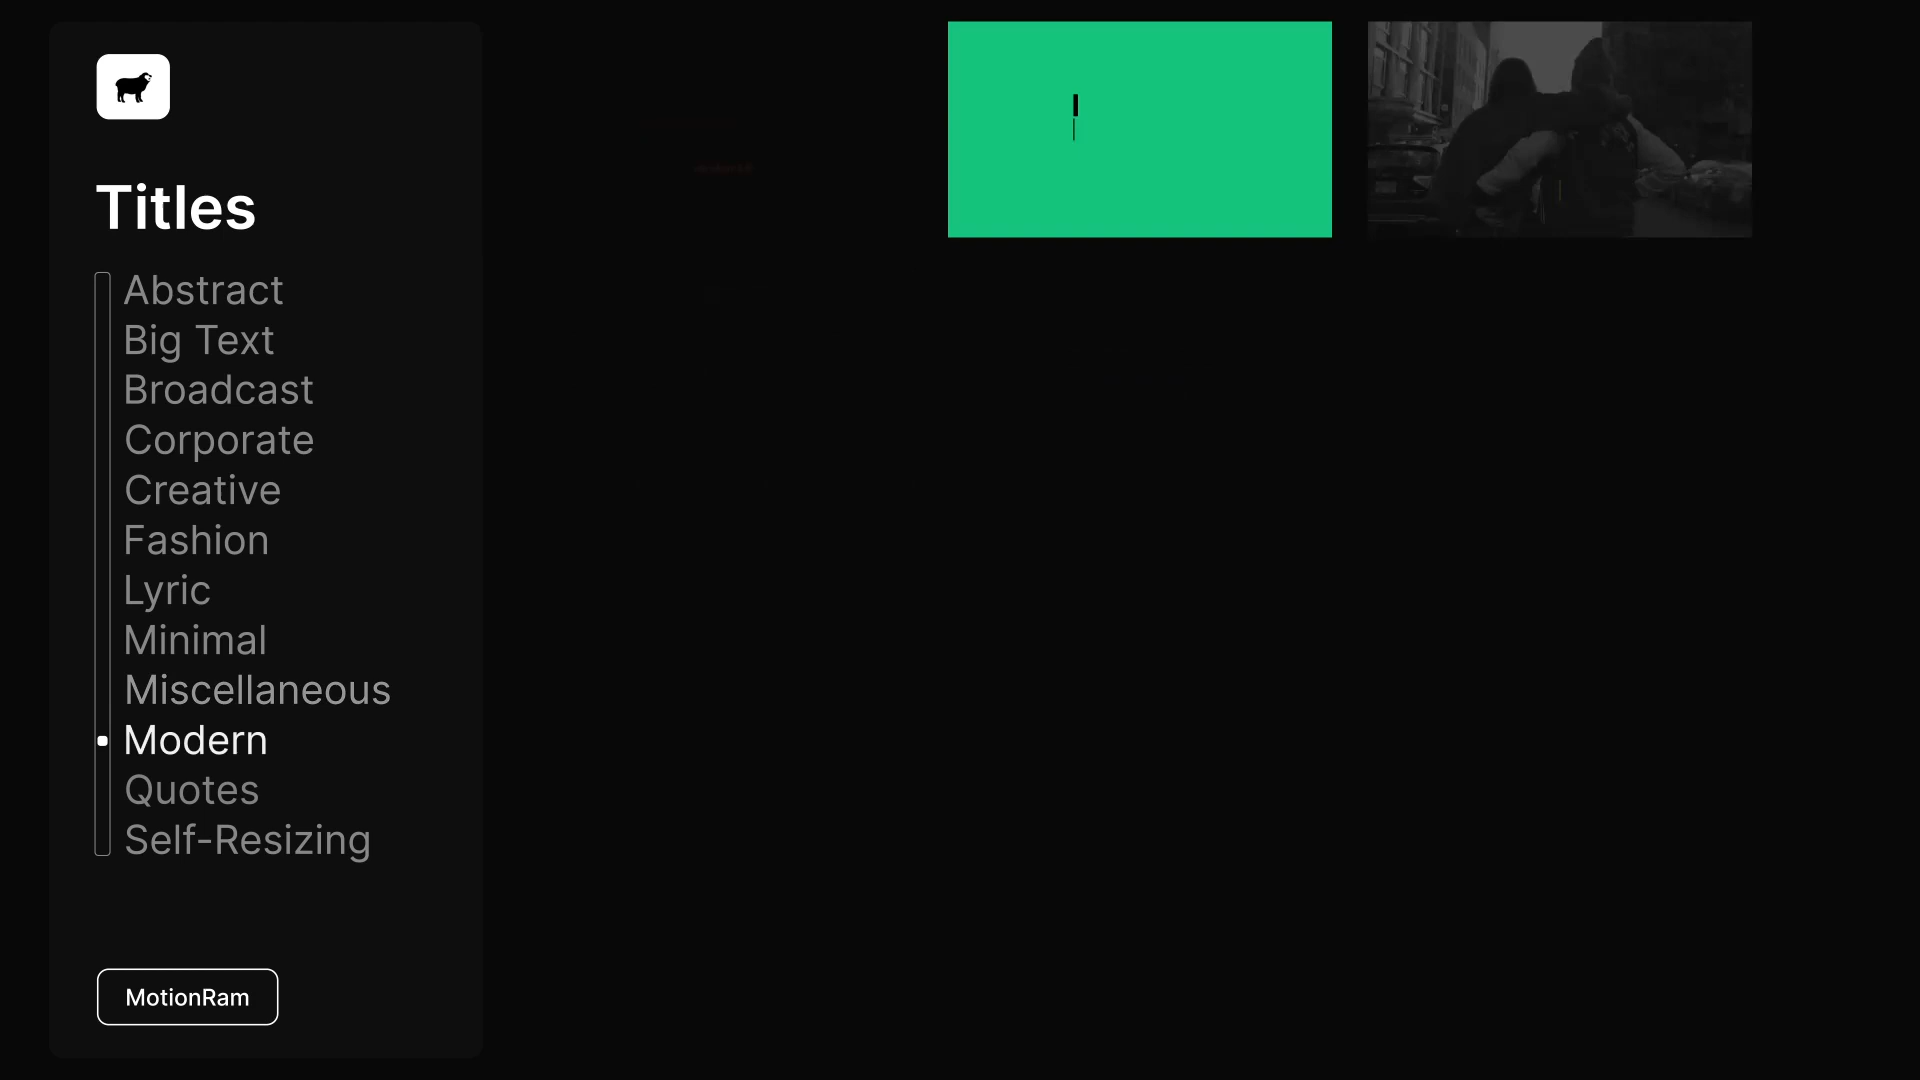 Titles
Abstract
Big Text
Broadcast
Corporate
Creative
Fashion
Lyric
Minimal
Miscellaneous
Modern
Quotes
Self-Resizing
MotionRam